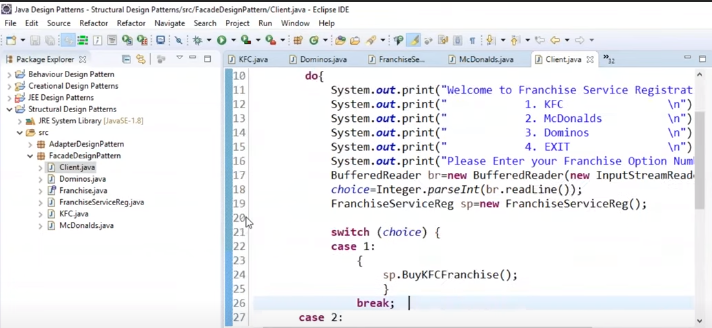 Java Design Patterns - Structural Design Patterns/src/FacadeDesignPattern/Client.java - Eclipse IDE
File Edit Source Refactor Refactor Navigate Search Project Run Window Help
Package Explorer
Behaviour Design Pattern
Creational Design Pattern
JEE Design Pattern
Structural Design Patterns
JRE System Library [JavaSE-1.8]
src
AdapterDesignPattern
FacadeDesignPattern
Client.java
Dominos.java
Franchise.java
FranchiseServiceReg.java
KFC.java
McDonalds.java
KFC.java Dominos.java FranchiseSe... McDonalds.java Client.java »12
10 do{
11 System.out.print("Welcome to Franchise Service Registrat
12 System.out.print(" 1. KFC \n")
13 System.out.print(" 2. McDonalds \n")
14 System.out.print(" 3. Dominos \n")
15 System.out.print(" 4. EXIT \n")
16 System.out.print("Please Enter your Franchise Option Num
17 BufferedReader br=new BufferedReader(new InputStreamRead
18 choice=Integer.parseInt(br.readLine());
19 FranchiseServiceReg sp=new FranchiseServiceReg();
20
21 switch (choice) {
22 case 1:
23 {
24 sp.BuyKFCFranchise();
25 }
26 break;
27 case 2: